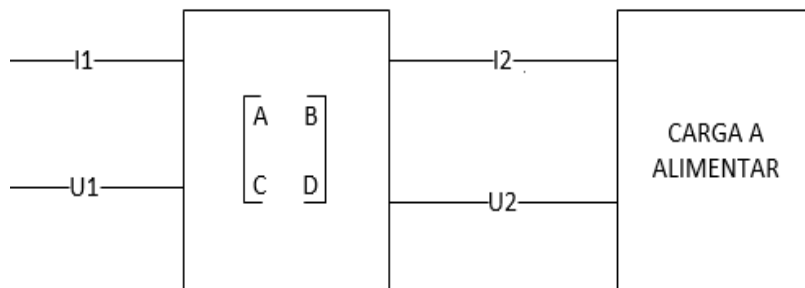 I1
I2
A B
CARGA A
ALIMENTAR
U1
C D
U2